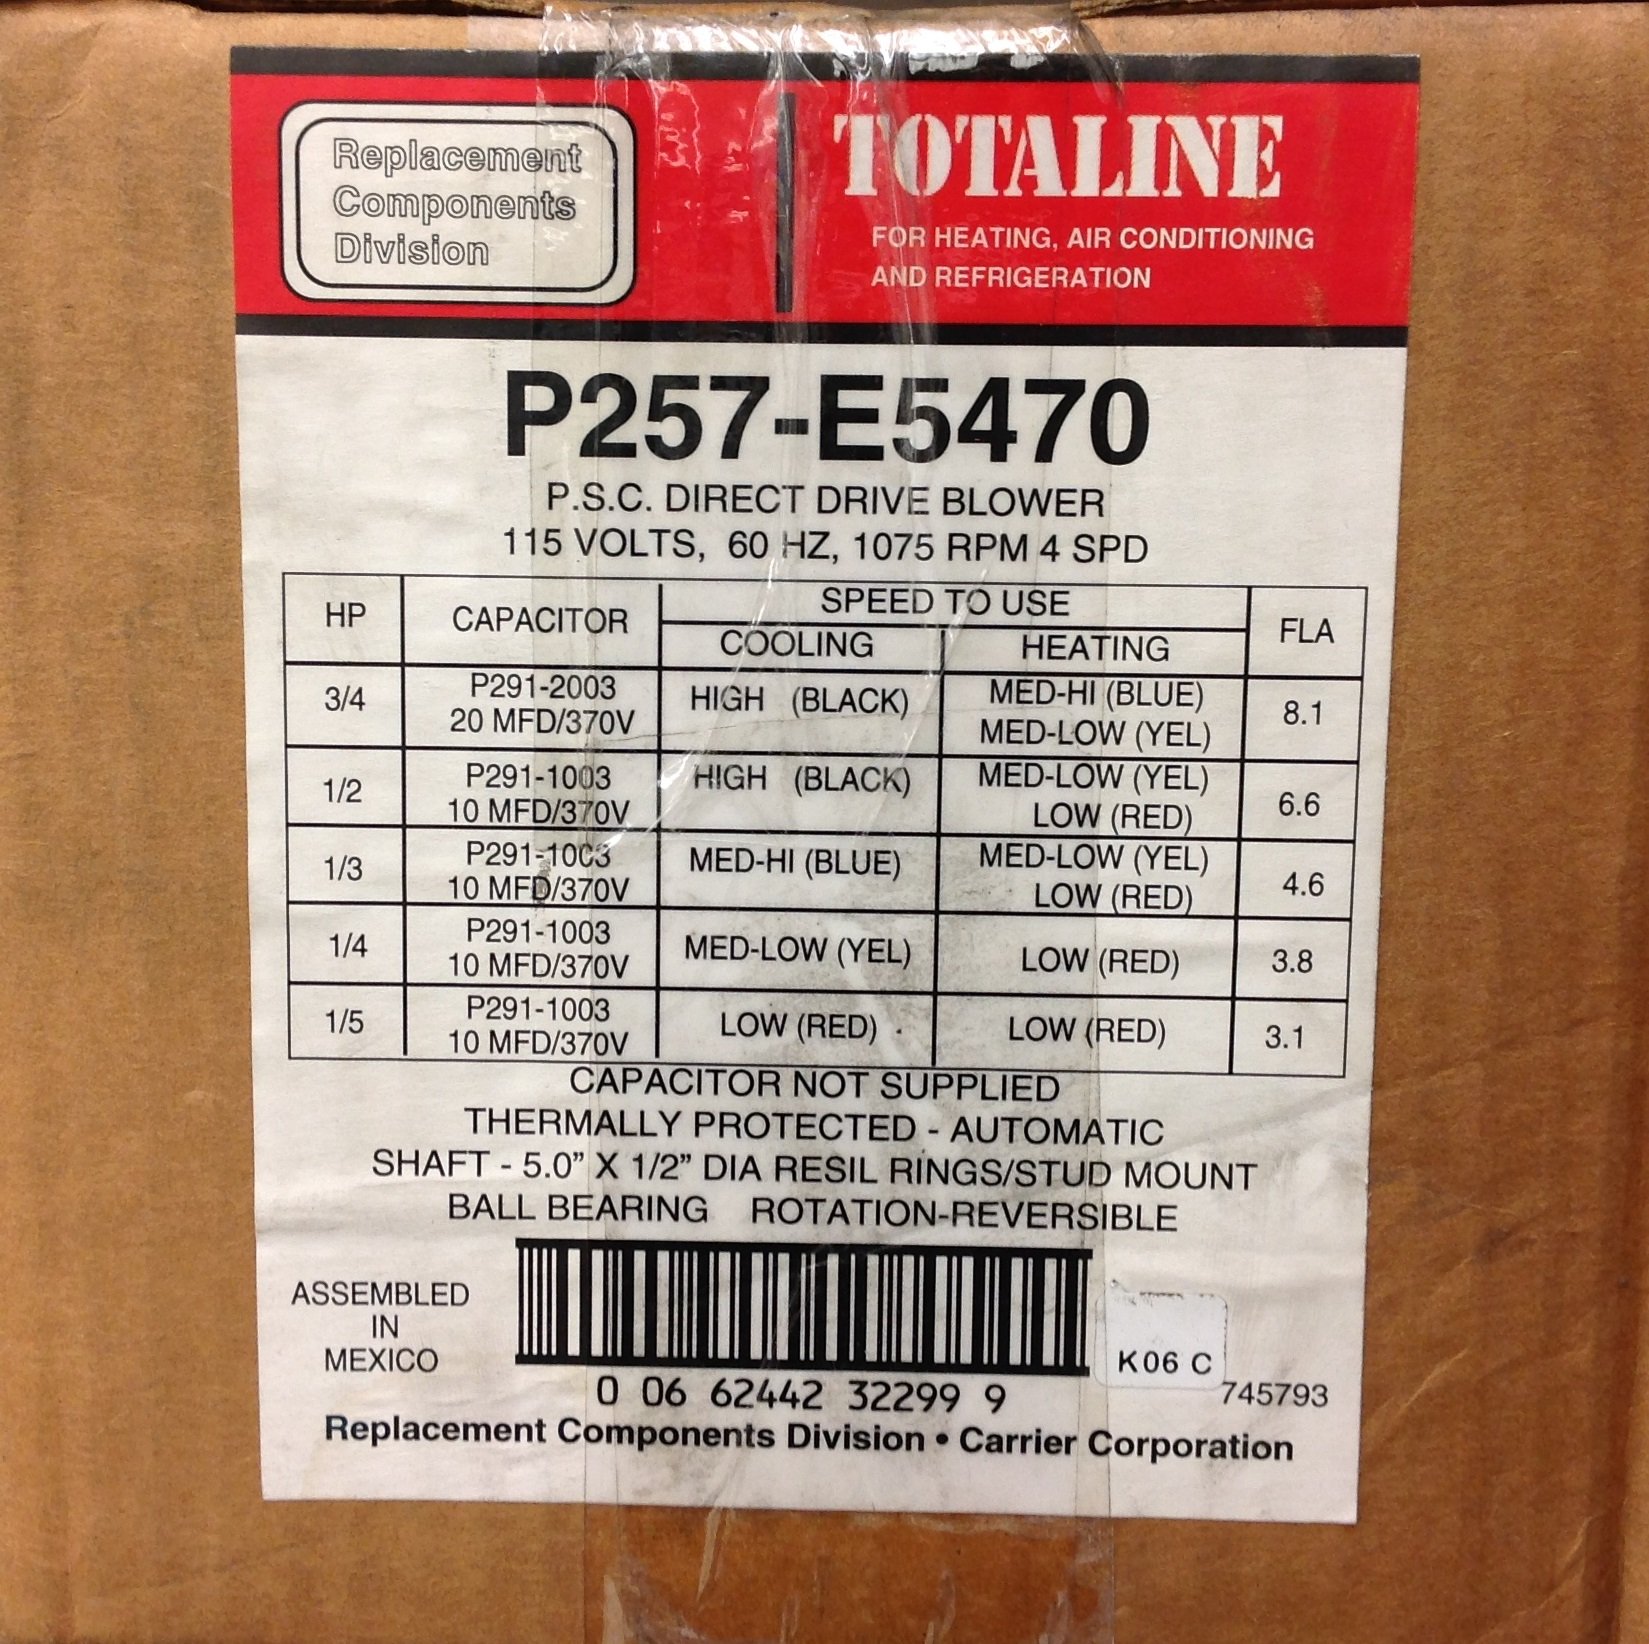 Replacement
Components
Division
TOTALINE
FOR HEATING, AIR CONDITIONING
AND REFRIGERATION
P257-E5470
P.S.C. DIRECT DRIVE BLOWER
115 VOLTS, 60 HZ, 1075 RPM 4 SPD
HP CAPACITOR SPEED TO USE FLA
COOLING HEATING
3/4 P291-2003 HIGH (BLACK) MED-HI (BLUE) 8.1
20 MFD/370V MED-LOW (YEL)
1/2 P291-1003 HIGH (BLACK) MED-LOW (YEL) 6.6
10 MFD/370V LOW (RED)
1/3 P291-1003 MED-HI (BLUE) MED-LOW (YEL) 4.6
10 MFD/370V LOW (RED)
1/4 P291-1003 MED-LOW (YEL) LOW (RED) 3.8
10 MFD/370V
1/5 P291-1003 LOW (RED) LOW (RED) 3.1
10 MFD/370V
CAPACITOR NOT SUPPLIED
THERMALLY PROTECTED - AUTOMATIC
SHAFT - 5.0” X 1/2” DIA RESIL RINGS/STUD MOUNT
BALL BEARING ROTATION-REVERSIBLE
ASSEMBLED
IN
MEXICO
K06 C
0 06 62442 32299 9
745793
Replacement Components Division • Carrier Corporation